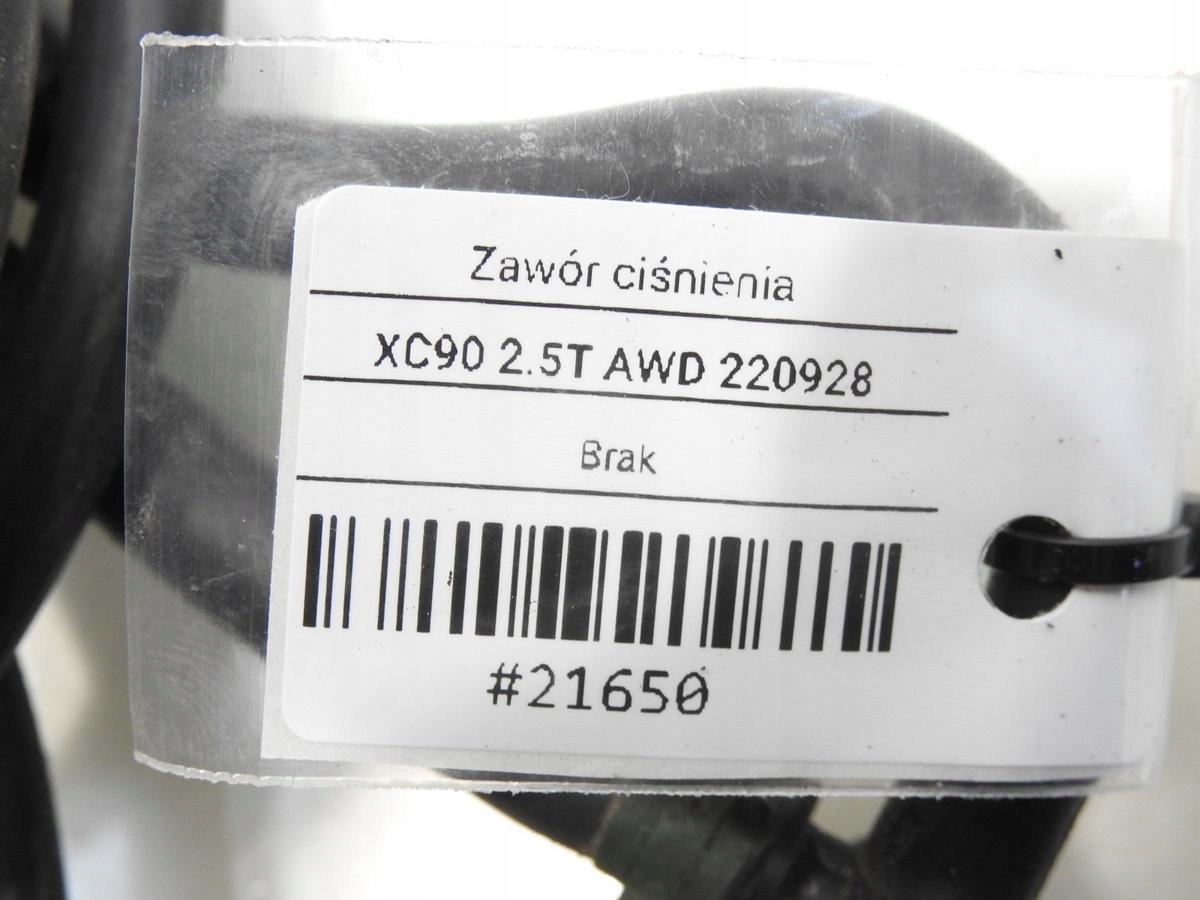 Zawór ciśnienia
XC90 2.5T AWD 220928
Brak
#21650